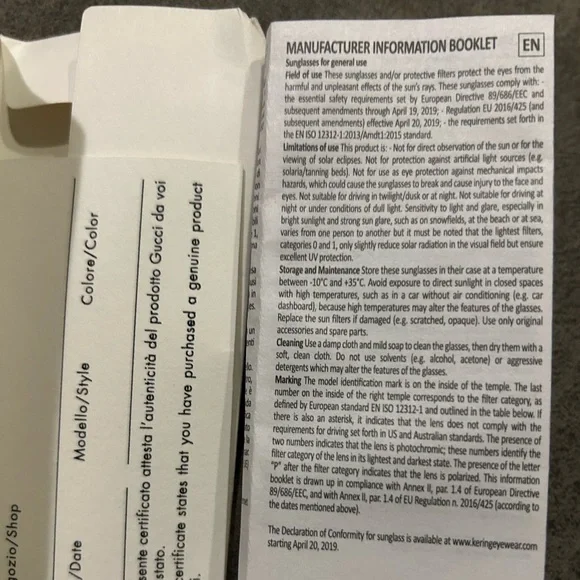 MANUFACTURER INFORMATION BOOKLET EN
Sunglasses for general use
Field of use These sunglasses and/or protective filters protect the eyes from the
harmful and unpleasant effects of the sun's rays. These sunglasses comply with: -
the essential safety requirements set by European Directive 89/686/EEC and
subsequent amendments through April 19, 2019; - Regulation EU 2016/425 (and
subsequent amendments) effective April 20, 2019; - the requirements set forth in
the EN ISO 12312-1:2013/Amdt1:2015 standard.
Limitations of use This product is: - Not for direct observation of the sun or for the
viewing of solar eclipses. Not for protection against artificial light sources (e.g.
solaria/tanning beds). Not for use as eye protection against mechanical impacts
hazards, which could cause the sunglasses to break and cause injury to the face and
eyes. Not suitable for driving in twilight/dusk or at night. Not suitable for driving at
night or under conditions of dull light. Sensitivity to light and glare, especially in
bright sunlight and strong sun glare, such as on snowfields, at the beach or at sea,
varies from one person to another but it must be noted that the lightest filters,
categories 0 and 1, only slightly reduce solar radiation in the visual field but ensure
excellent UV protection.
Storage and Maintenance Store these sunglasses in their case at a temperature
between -10°C and +35°C. Avoid exposure to direct sunlight in closed spaces
with high temperatures, such as in a car without air conditioning (e.g. car
dashboard), because high temperatures may alter the features of the glasses.
Replace the sun filters if damaged (e.g. scratched, opaque). Use only original
accessories and spare parts.
Cleaning Use a damp cloth and mild soap to clean the glasses, then dry them with a
soft, clean cloth. Do not use solvents (e.g. alcohol, acetone) or aggressive
detergents which may alter the features of the glasses.
Marking The model identification mark is on the inside of the temple. The last
number on the inside of the right temple corresponds to the filter category, as
defined by European standard EN ISO 12312-1 and outlined in the table below. If
there is also an asterisk, it indicates that the lens does not comply with the
requirements for driving set forth in US and Australian standards. The presence of
two numbers indicates that the lens is photochromic; these numbers identify the
filter category of the lens in its lightest and darkest state. The presence of the letter
"P" after the filter category indicates that the lens is polarized. This information
booklet is drawn up in compliance with Annex II, par. 1.4 of European Directive
89/686/EEC, and with Annex II, par. 1.4 of EU Regulation n. 2016/425 (according to
the dates mentioned above).
The Declaration of Conformity for sunglass is available at www.keringeyewear.com
starting April 20, 2019.
gozio/Shop
/Date
Modello/Style
Colore/Color
sente certificato attesta l'autenticità del prodotto Gucci da voi
stato.
certificate states that you have purchased a genuine product